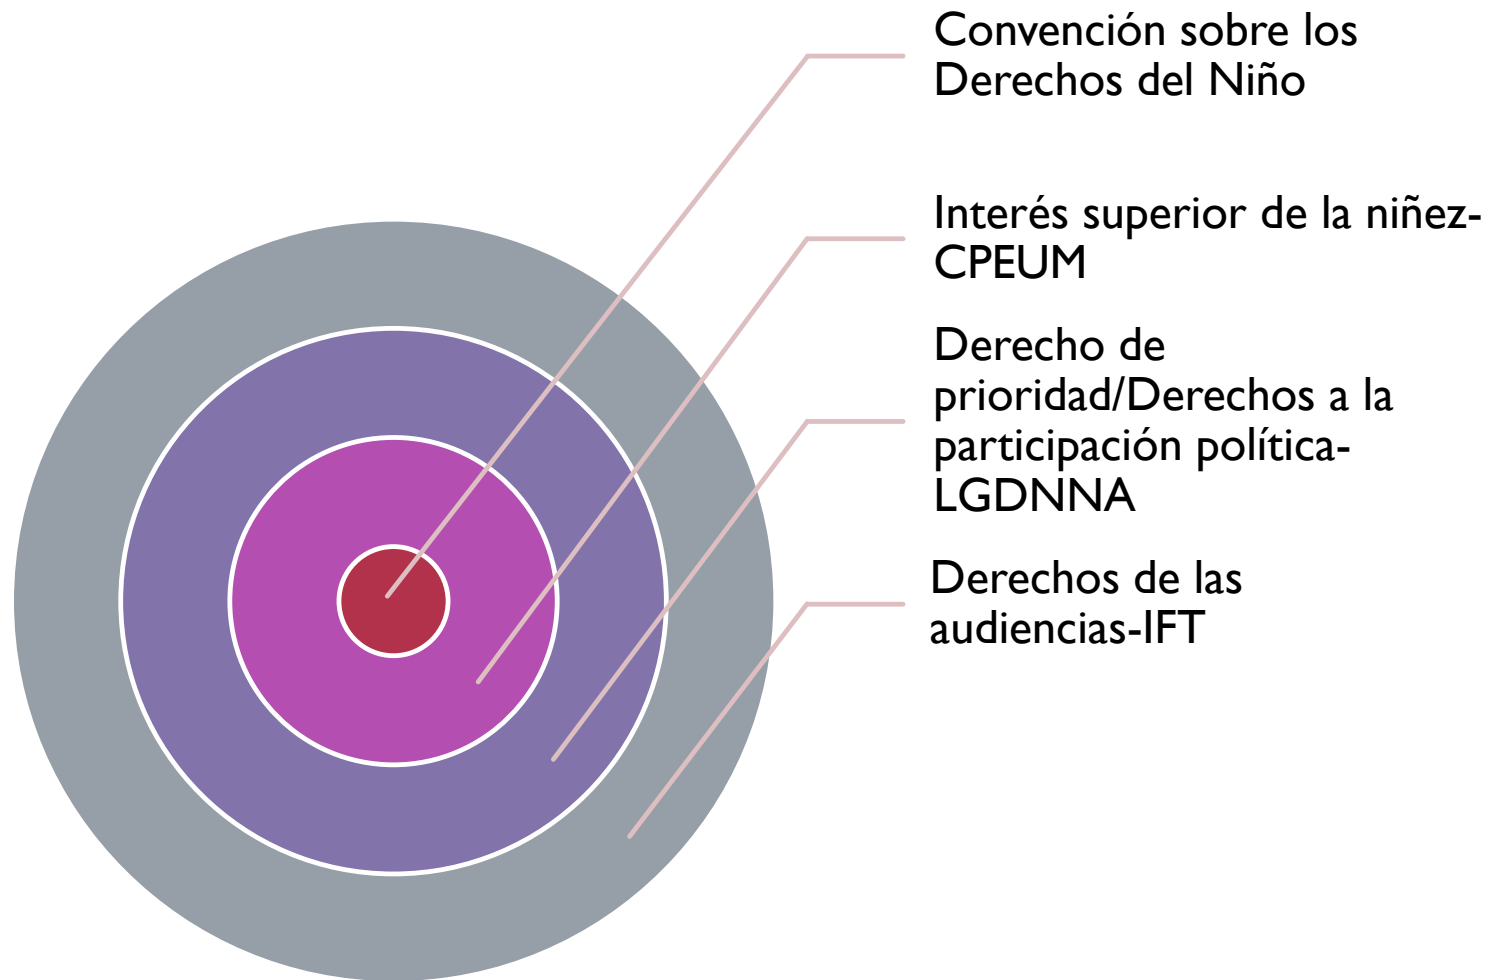 Convención sobre los
Derechos del Niño
Interés superior de la niñez-
CPEUM
Derecho de
prioridad/Derechos a la
participación política-
LGDNNA
Derechos de las
audiencias-IFT